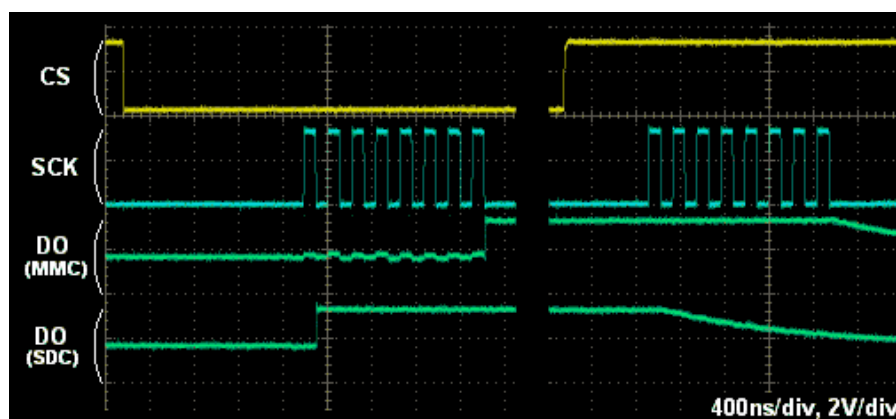 CS
SCK
DO
(MMC)
DO
(SDC)
400ns/div, 2V/div